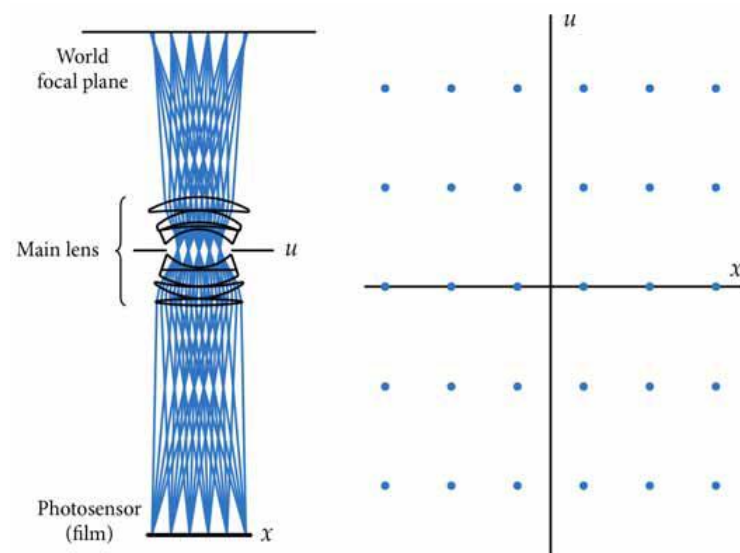 World
focal plane
Main lens
u
Photosensor
(film)
x
u
x